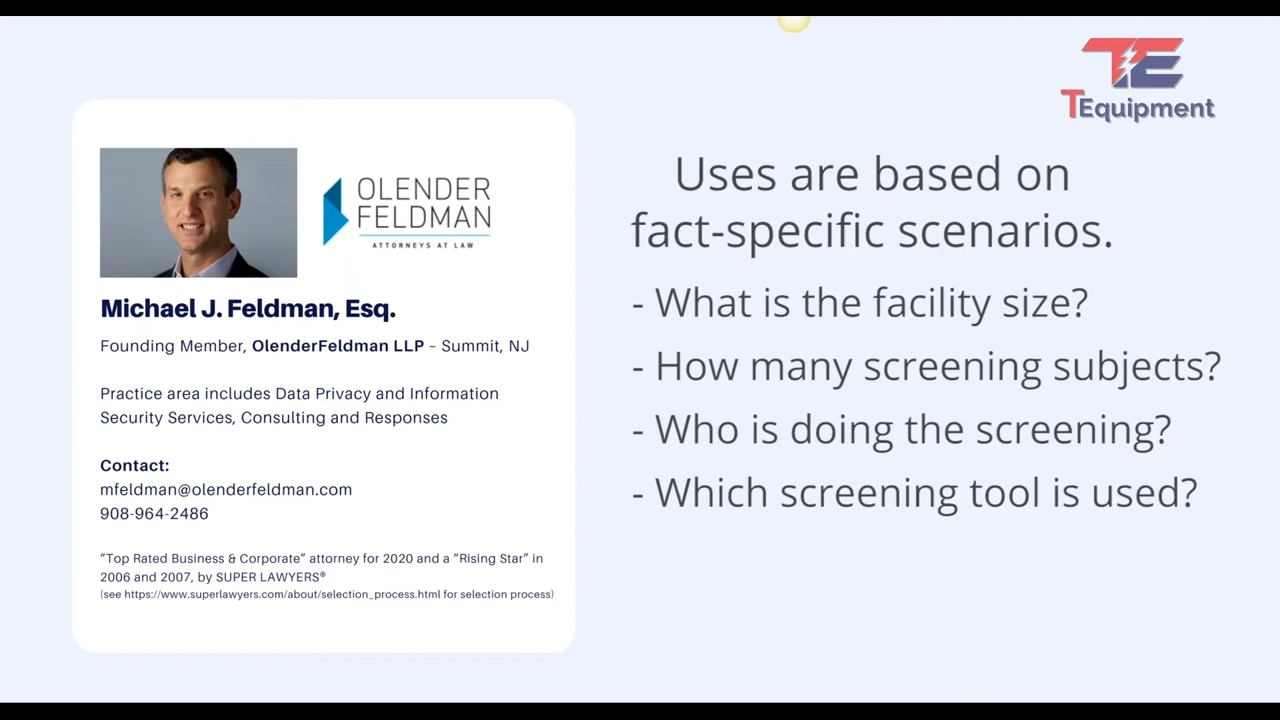 TE
TEquipment
OLENDER
FELDMAN
ATTORNEYS AT LAW
Michael J. Feldman, Esq.
Founding Member, OlenderFeldman LLP – Summit, NJ
Practice area includes Data Privacy and Information
Security Services, Consulting and Responses
Contact:
mfeldman@olenderfeldman.com
908-964-2486
“Top Rated Business & Corporate” attorney for 2020 and a “Rising Star” in
2006 and 2007, by SUPER LAWYERS®
(see https://www.superlawyers.com/about/selection_process.html for selection process)
Uses are based on
fact-specific scenarios.
- What is the facility size?
- How many screening subjects?
- Who is doing the screening?
- Which screening tool is used?